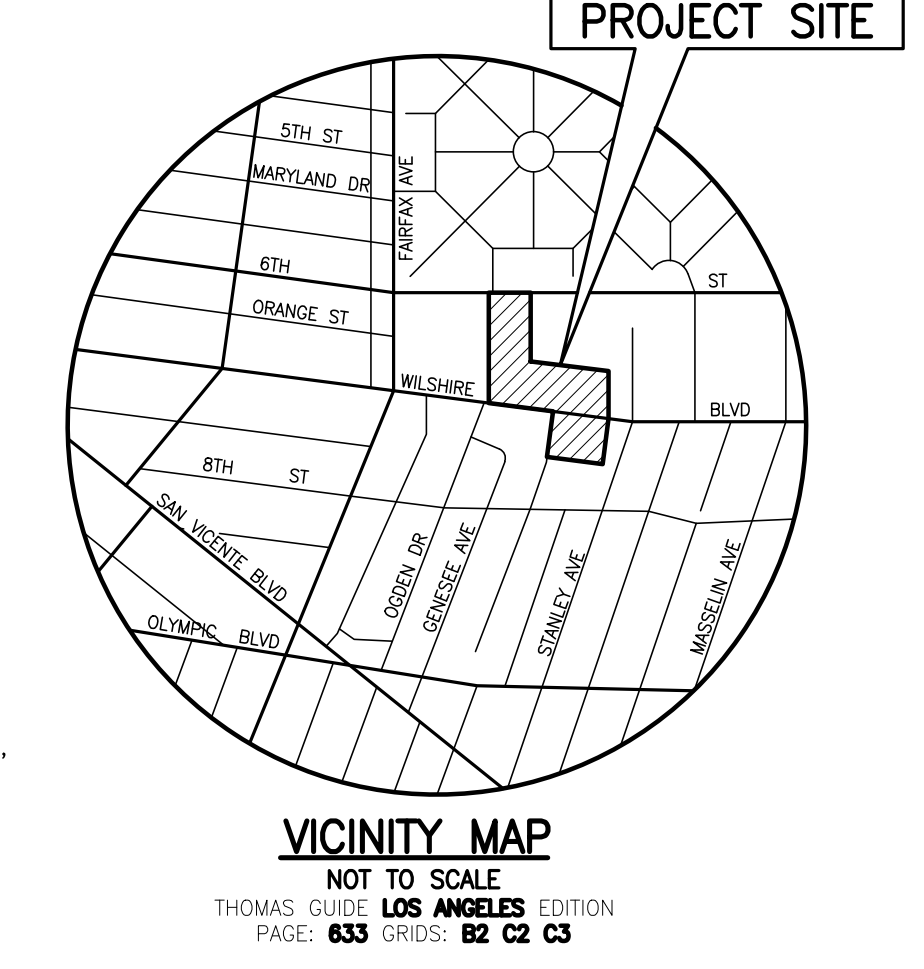 PROJECT SITE
5TH ST
MARYLAND DR
FAIRFAX AVE
6TH
ST
ORANGE ST
WILSHIRE
BLVD
8TH ST
SAN VICENTE BLVD
OGDEN DR
GENESEE AVE
STANLEY AVE
MASSELIN AVE
OLYMPIC BLVD
,
VICINITY MAP
NOT TO SCALE
THOMAS GUIDE LOS ANGELES EDITION
PAGE: 633 GRIDS: B2 C2 C3